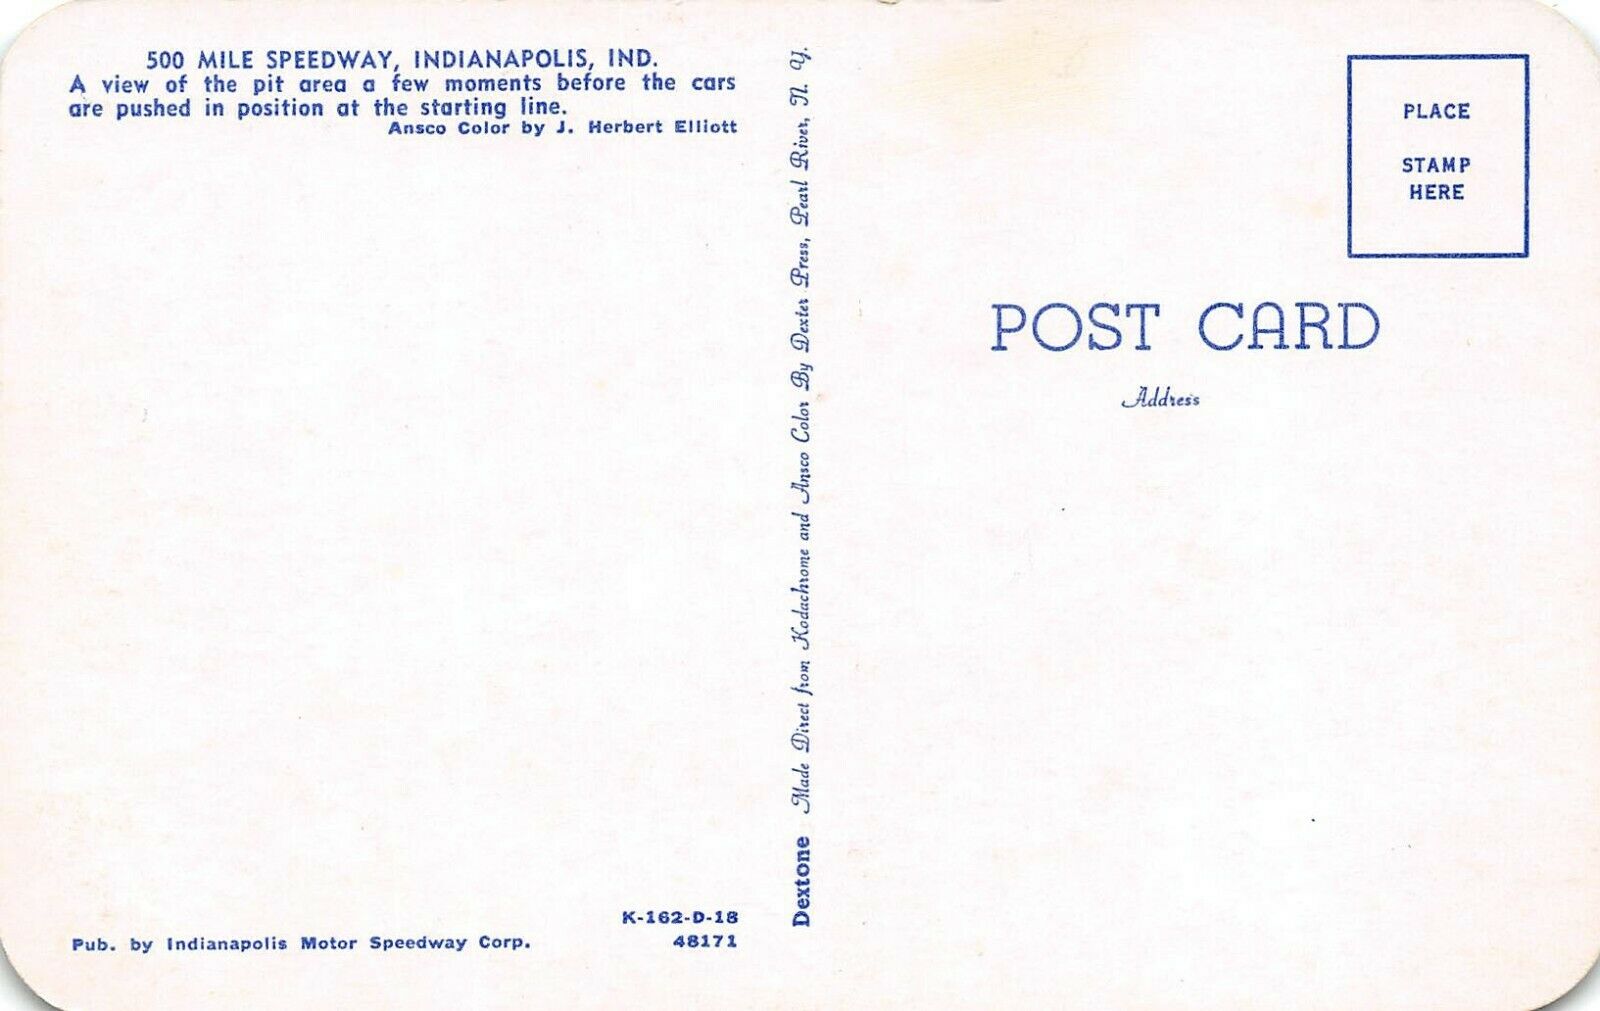 500 MILE SPEEDWAY, INDIANAPOLIS, IND.
A view of the pit area a few moments before the cars
are pushed in position at the starting line.
Ansco Color by J. Herbert Elliott
K-162-D-18
Pub. by Indianapolis Motor Speedway Corp. 48171
Dextone Made Direct from Kodachrome and Ansco Color By Dexter Press, Pearl River, N. Y.
PLACE
STAMP
HERE
POST CARD
Address